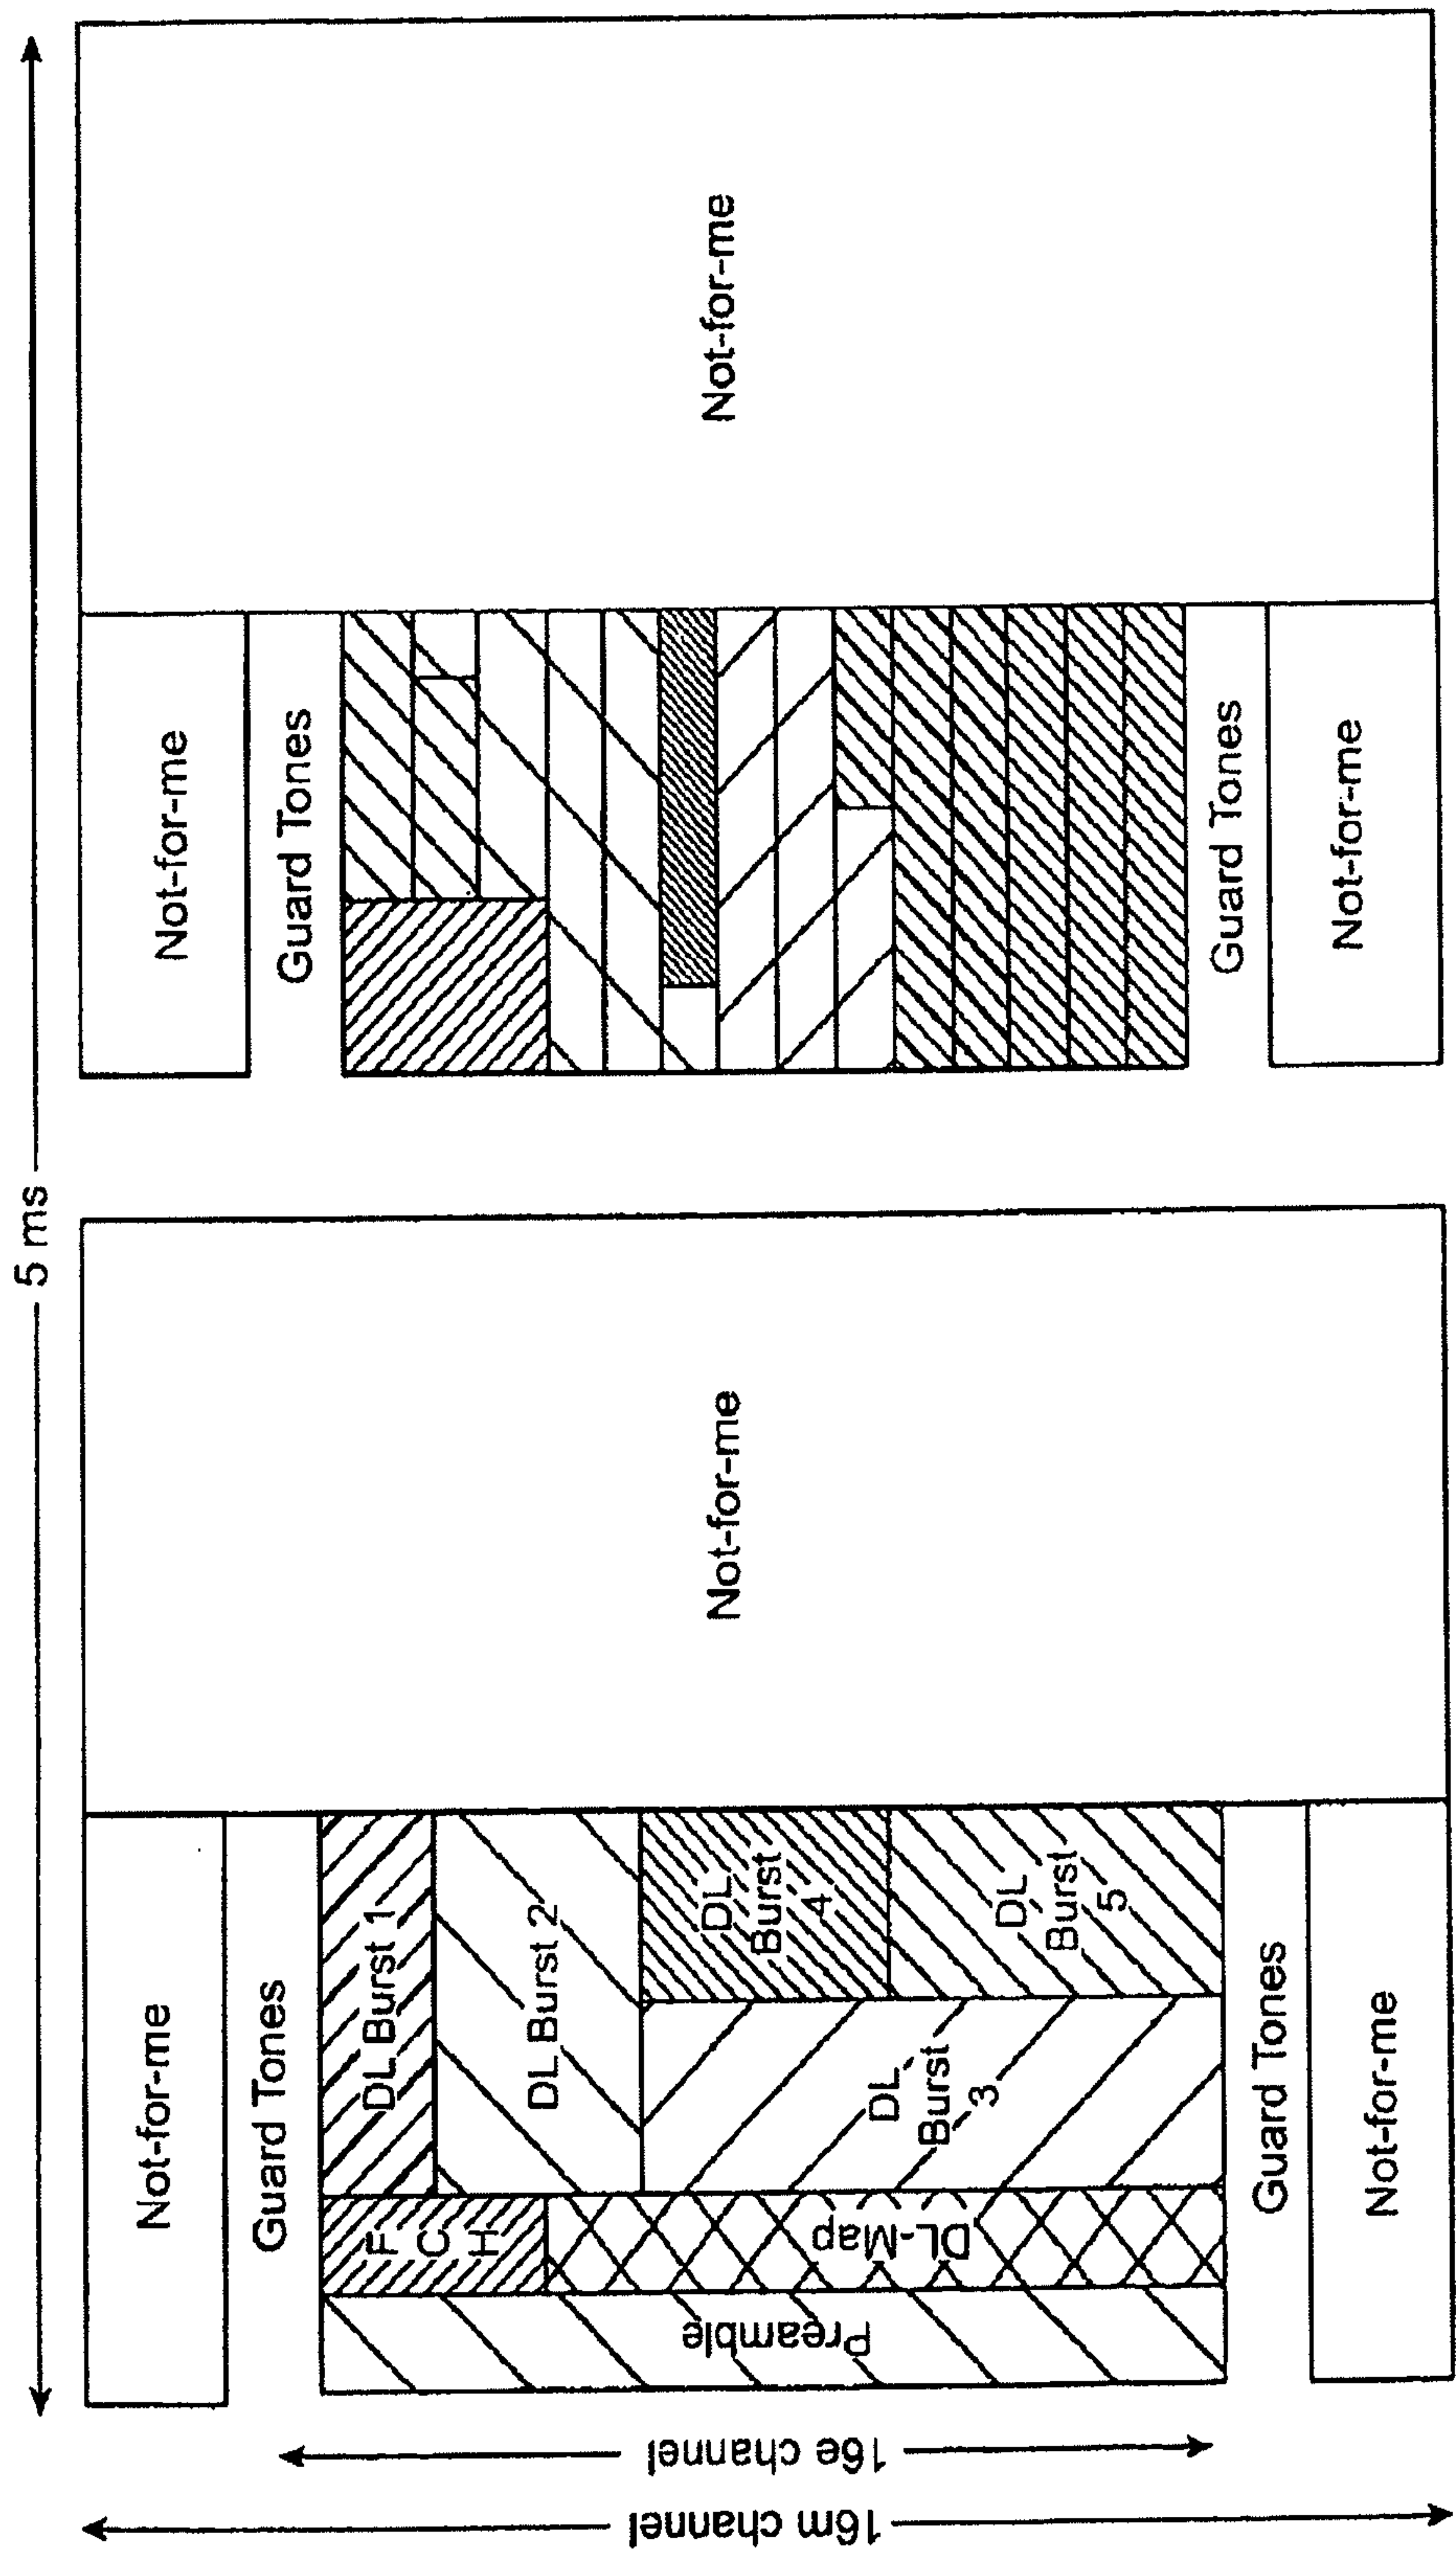 5 ms
16m channel
16e channel
Not-for-me
Guard Tones
Preamble
F
C
H
DL-Map
DL Burst 1
DL Burst 2
DL
Burst
3
DL
Burst
4
DL
Burst
5
Guard Tones
Not-for-me
Not-for-me
Not-for-me
Guard Tones
Guard Tones
Not-for-me
Not-for-me